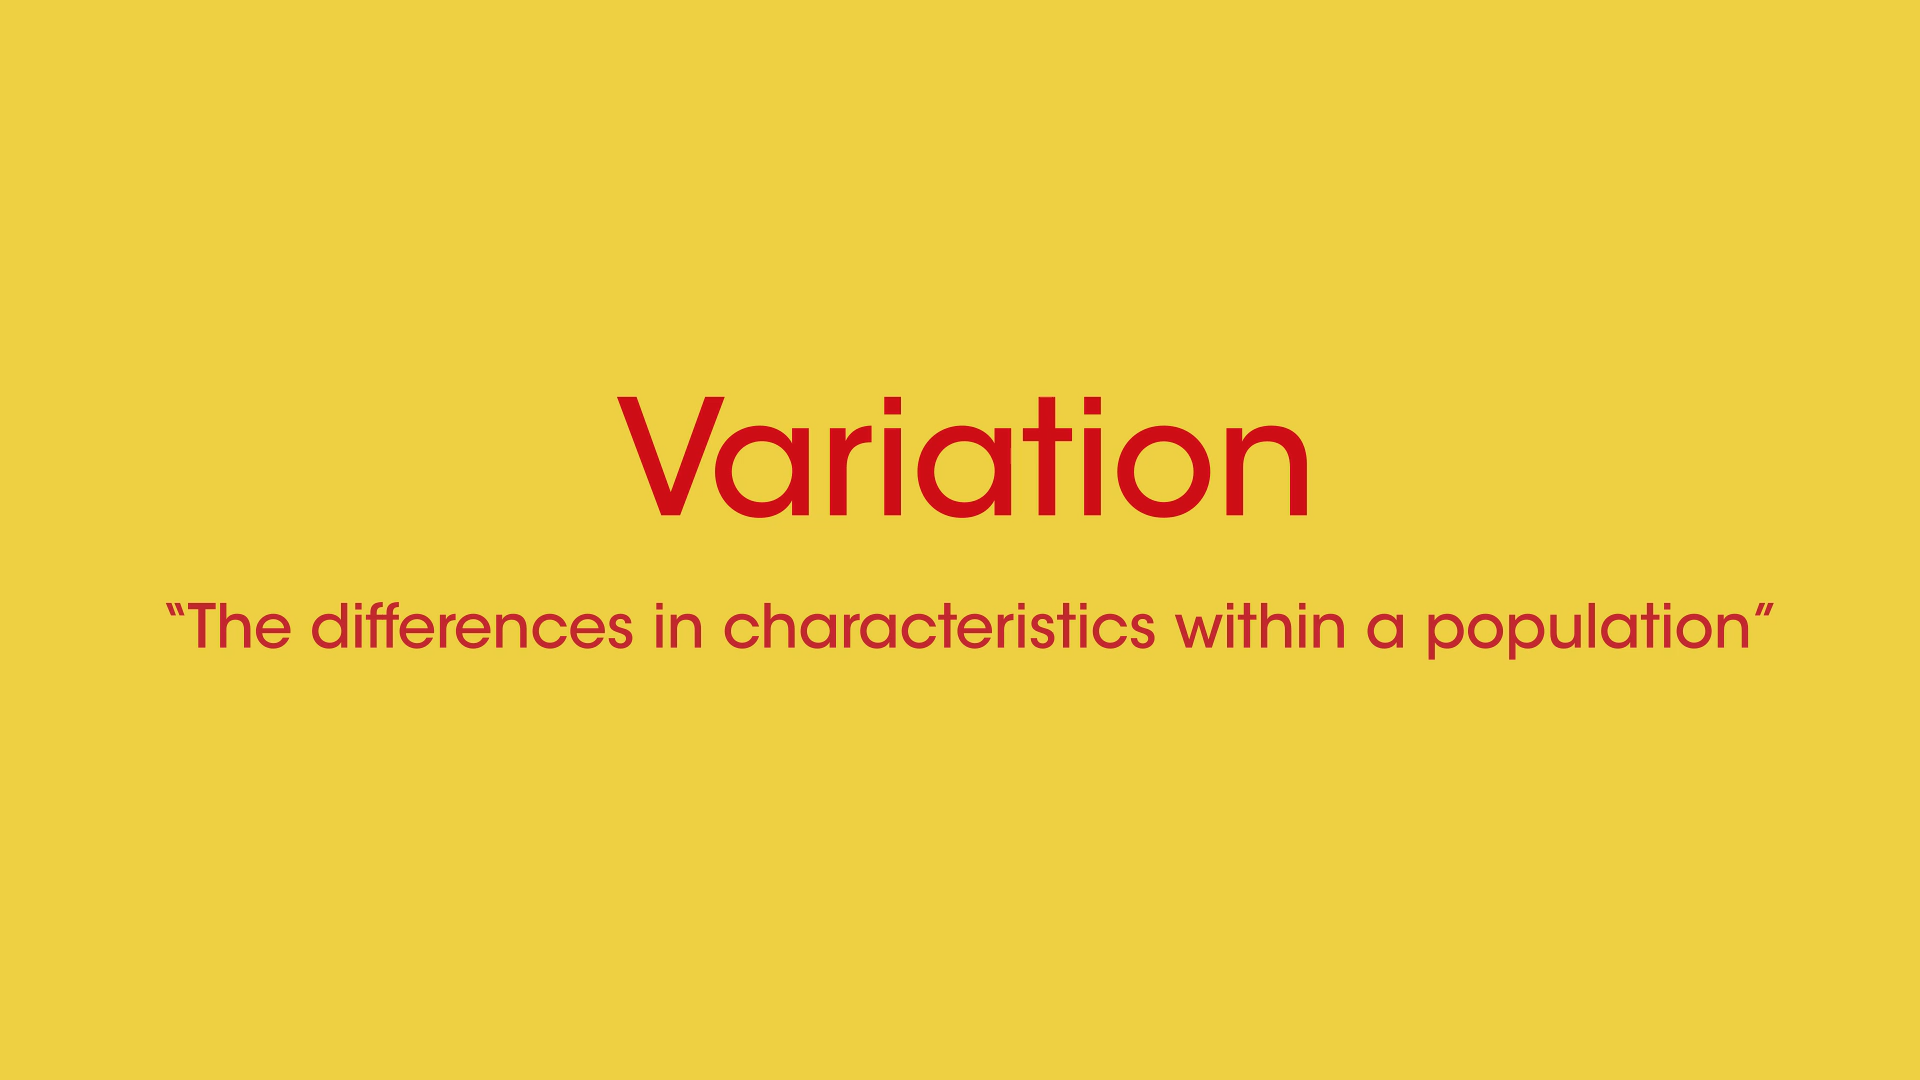 Variation
“The differences in characteristics within a population”